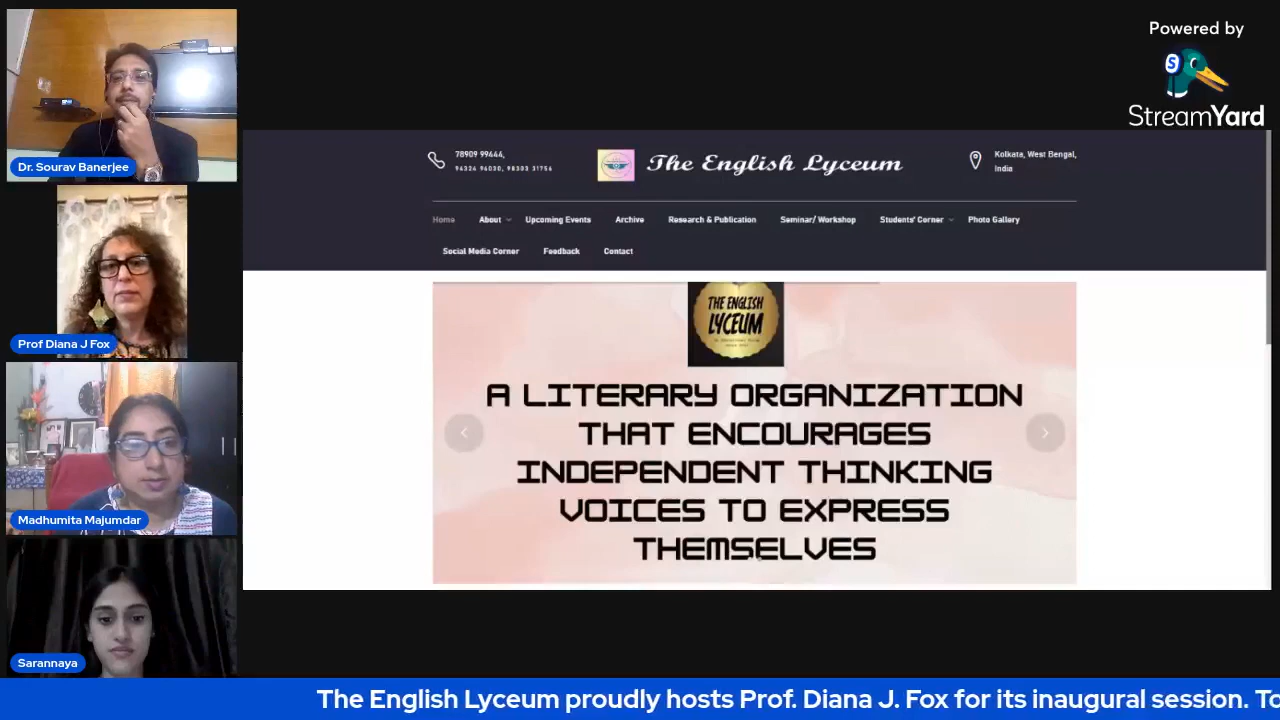 Dr. Sourav Banerjee
Prof Diana J Fox
Madhumita Majumdar
Sarannaya
Powered by
S
StreamYard
78909 99444,
The English Lyceum
Kolkata, West Bengal,
India
Home About Upcoming Events Archive Research & Publication Seminar/ Workshop Students' Corner Photo Gallery
Social Media Corner Feedback Contact
THE ENGLISH
LYCEUM
A LITERARY ORGANIZATION
THAT ENCOURAGES
INDEPENDENT THINKING
VOICES TO EXPRESS
THEMSELVES
The English Lyceum proudly hosts Prof. Diana J. Fox for its inaugural session. To